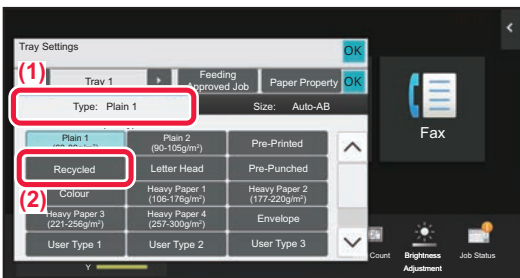 Tray Settings
OK
(1)
Tray 1
Feeding
Approved Job
Paper Property
OK
Type: Plain 1
Size: Auto-AB
Plain 1
Plain 2
(90-105g/m²)
Pre-Printed
Recycled
Letter Head
Pre-Punched
(2)
Colour
Heavy Paper 1
(106-176g/m²)
Heavy Paper 2
(177-220g/m²)
Heavy Paper 3
(221-256g/m²)
Heavy Paper 4
(257-300g/m²)
Envelope
User Type 1
User Type 2
User Type 3
Fax
Y
Count
Brightness
Adjustment
Job Status